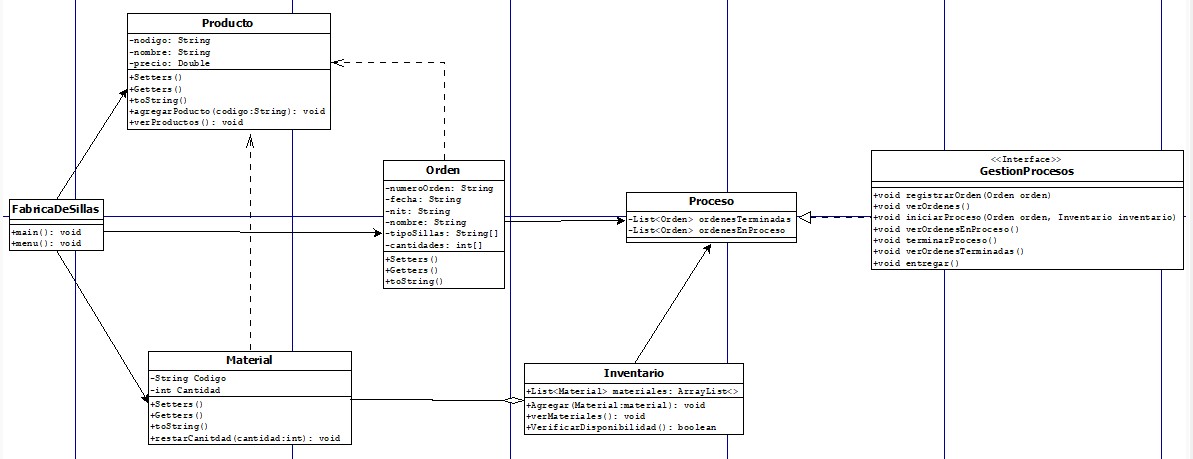 Producto
-nodigo: String
-nombre: String
-precio: Double
+Setters()
+Getters()
+toString()
+agregarPoducto(codigo:String): void
+verProductos(): void
FabricaDeSillas
+main(): void
+menu(): void
Orden
-numeroOrden: String
-fecha: String
-nit: String
-nombre: String
-tipoSillas: String[]
-cantidades: int[]
+Setters()
+Getters()
+toString()
Proceso
-List<Orden> ordenesTerminadas
-List<Orden> ordenesEnProceso
<<Interface>>
GestionProcesos
+void registrarOrden(Orden orden)
+void verOrdenes()
+void iniciarProceso(Orden orden, Inventario inventario)
+void verOrdenesEnProceso()
+void terminarProceso()
+void verOrdenesTerminadas()
+void entregar()
Material
-String Codigo
-int Cantidad
+Setters()
+Getters()
+toString()
+restarCanitdad(cantidad:int): void
Inventario
+List<Material> materiales: ArrayList<>
+Agregar(Material:material): void
+verMateriales(): void
+VerificarDisponibilidad(): boolean